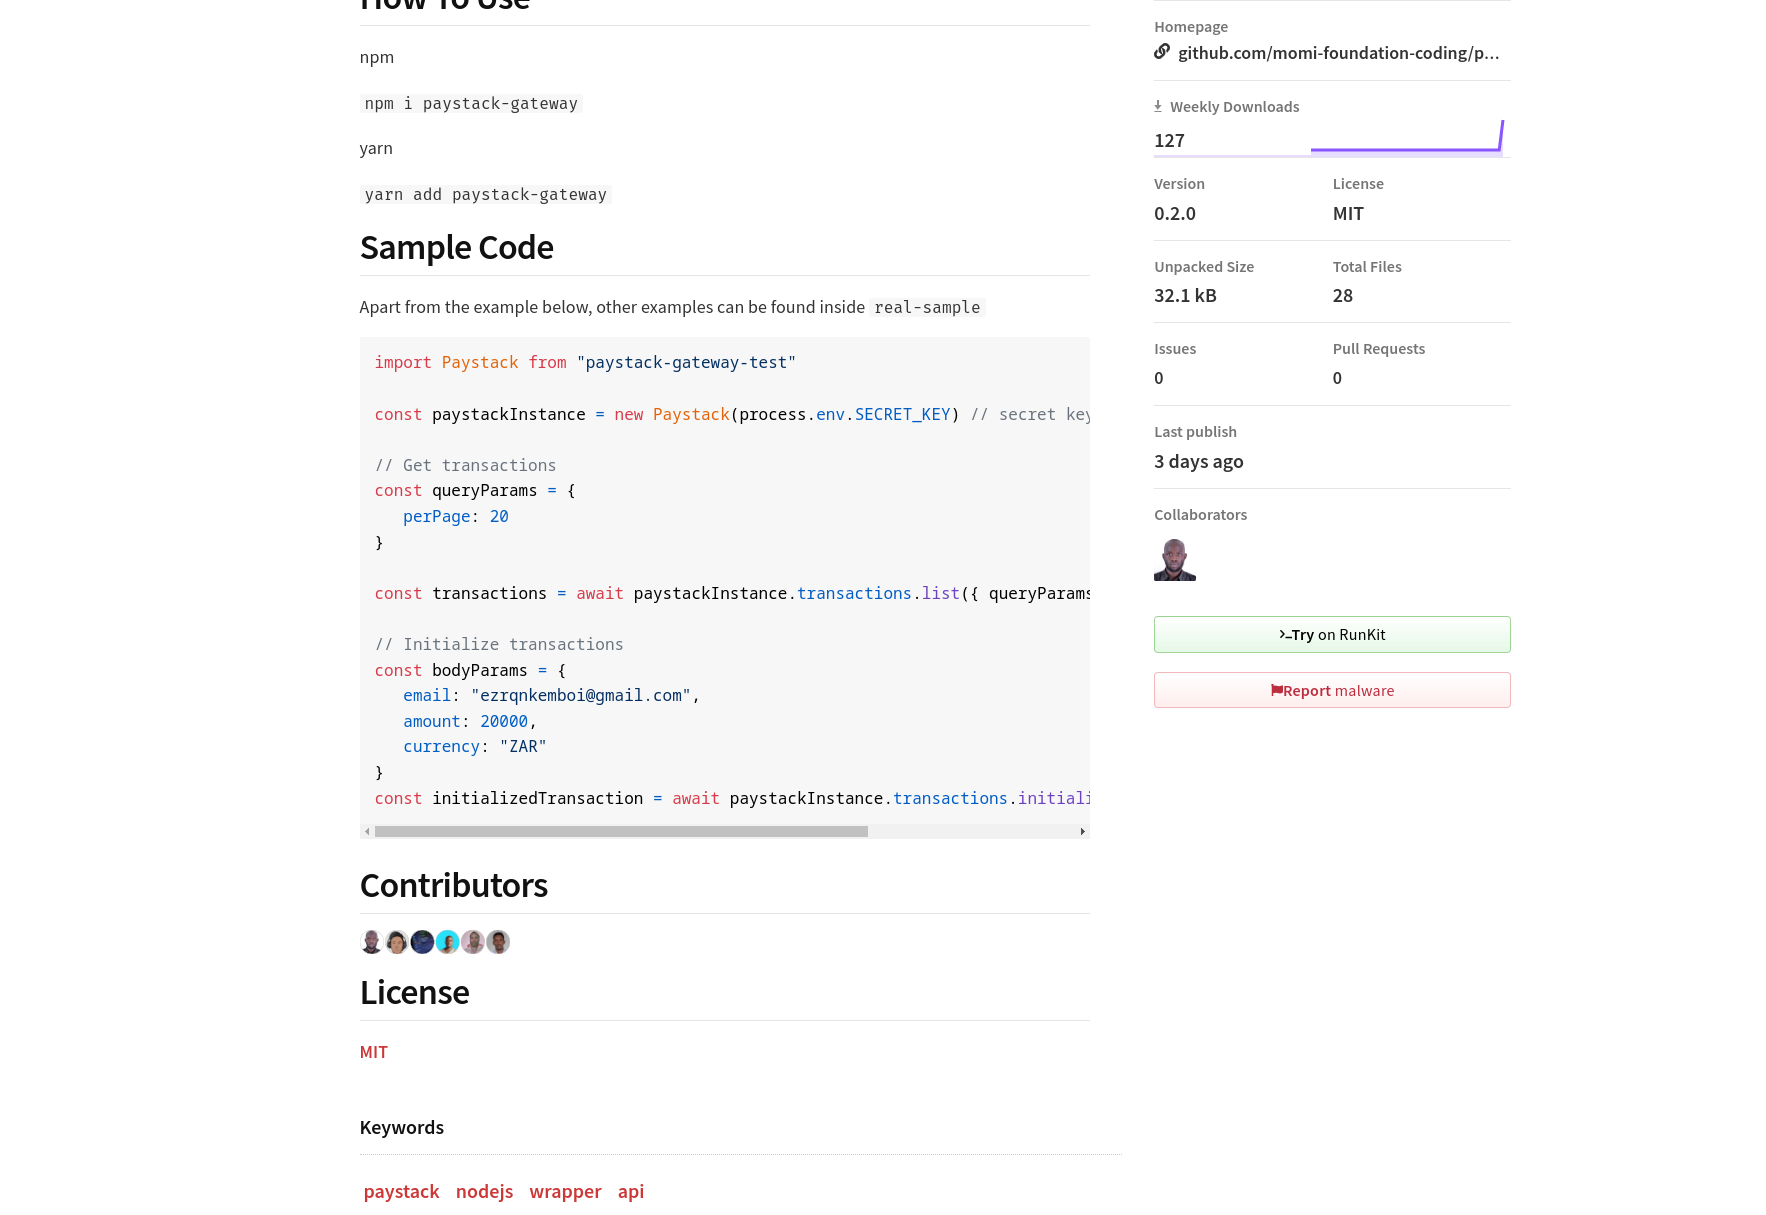 How To Use
npm
npm i paystack-gateway
yarn
yarn add paystack-gateway
Sample Code
Apart from the example below, other examples can be found inside real-sample
import Paystack from "paystack-gateway-test"
const paystackInstance = new Paystack(process.env.SECRET_KEY) // secret key
// Get transactions
const queryParams = {
perPage: 20
}
const transactions = await paystackInstance.transactions.list({ queryParams
// Initialize transactions
const bodyParams = {
email: "ezrqnkemboi@gmail.com",
amount: 20000,
currency: "ZAR"
}
const initializedTransaction = await paystackInstance.transactions.initiali
Contributors
License
MIT
Keywords
paystack nodejs wrapper api
Homepage
github.com/momi-foundation-coding/p...
Weekly Downloads
127
Version License
0.2.0 MIT
Unpacked Size Total Files
32.1 kB 28
Issues Pull Requests
0 0
Last publish
3 days ago
Collaborators
Try on RunKit
Report malware